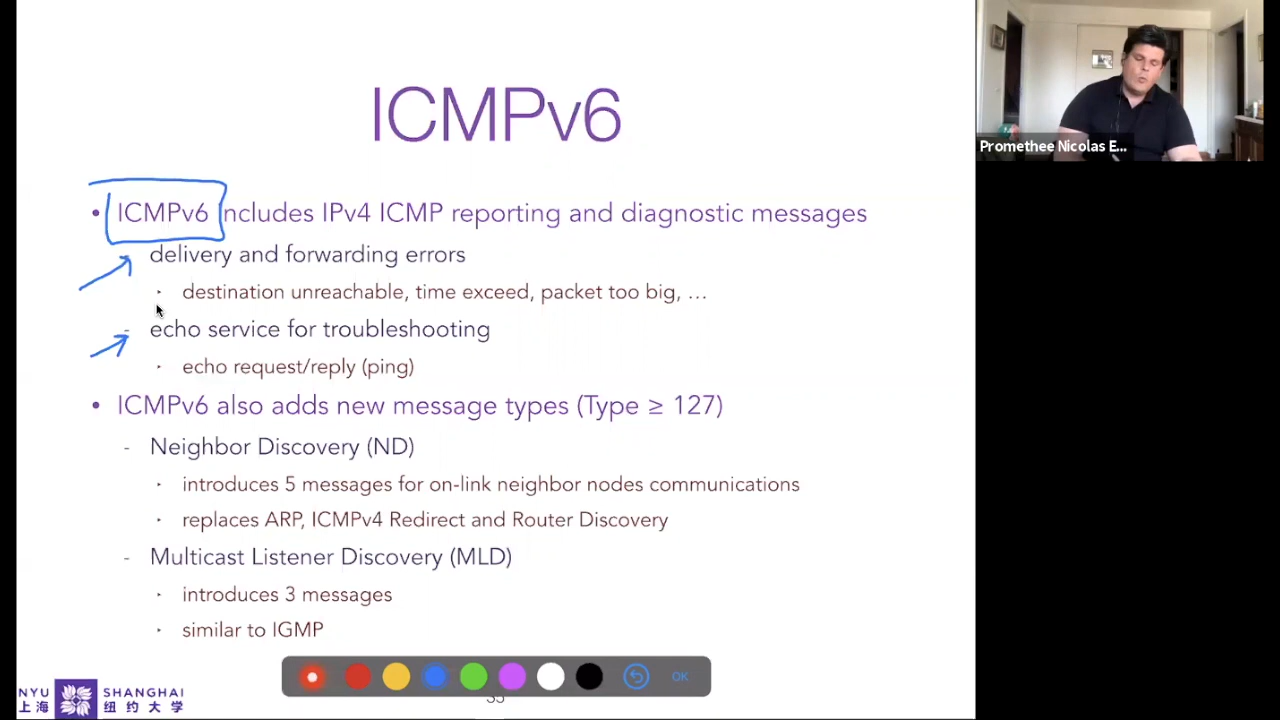 ICMPv6
Promethee Nicolas E...
• ICMPv6 includes IPv4 ICMP reporting and diagnostic messages
- delivery and forwarding errors
‣ destination unreachable, time exceed, packet too big, …
- echo service for troubleshooting
‣ echo request/reply (ping)
• ICMPv6 also adds new message types (Type ≥ 127)
- Neighbor Discovery (ND)
‣ introduces 5 messages for on-link neighbor nodes communications
‣ replaces ARP, ICMPv4 Redirect and Router Discovery
- Multicast Listener Discovery (MLD)
‣ introduces 3 messages
‣ similar to IGMP
OK
NYU SHANGHAI
上海 纽约大学